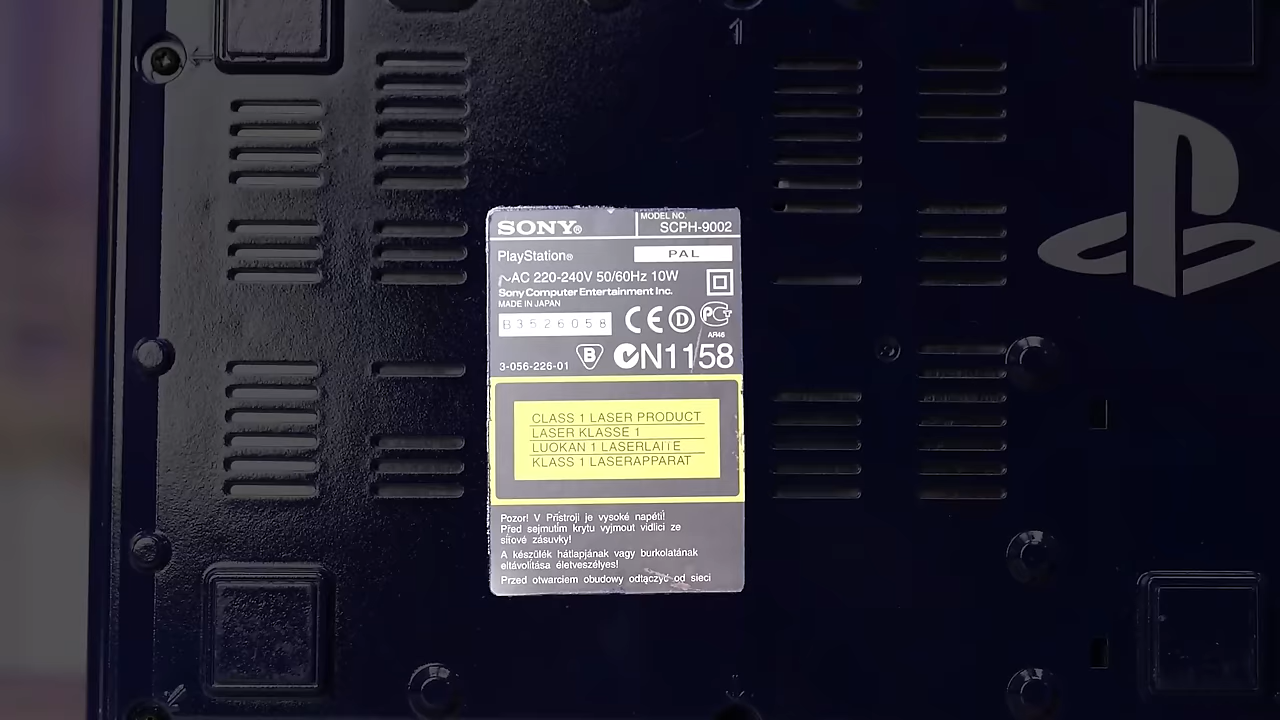 SONY®
MODEL NO.
SCPH-9002
PlayStation®
PAL
~AC 220-240V 50/60Hz 10W
Sony Computer Entertainment Inc.
MADE IN JAPAN
B3526058
CE D PCT
AR46
3-056-226-01 B N1158
CLASS 1 LASER PRODUCT
LASER KLASSE 1
LUOKAN 1 LASERLAITE
KLASS 1 LASERAPPARAT
Pozor! V Přístroji je vysoké napětí!
Před sejmutím krytu vyjmout vidlici ze
síťové zásuvky!
A készülék hátlapjának vagy burkolatának
eltávolítása életveszélyes!
Przed otwarciem obudowy odłączyć od sieci
1